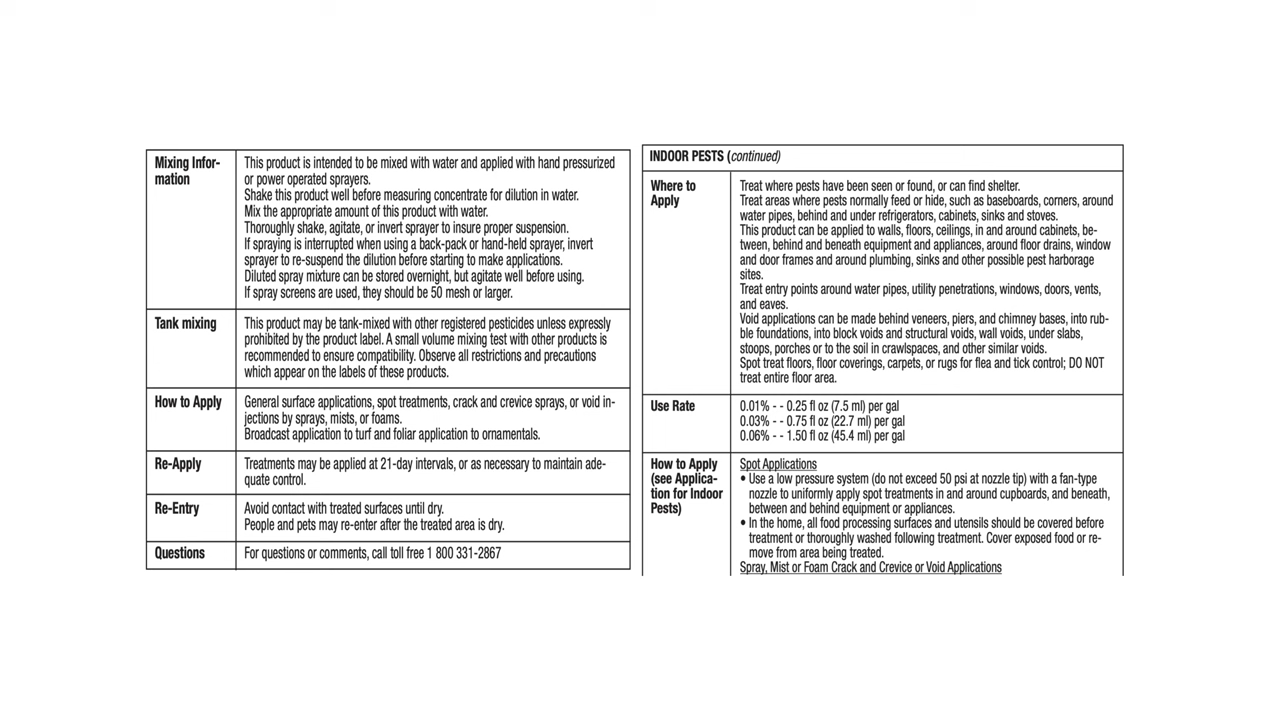 Mixing Infor-
mation
This product is intended to be mixed with water and applied with hand pressurized
or power operated sprayers.
Shake this product well before measuring concentrate for dilution in water.
Mix the appropriate amount of this product with water.
Thoroughly shake, agitate, or invert sprayer to insure proper suspension.
If spraying is interrupted when using a back-pack or hand-held sprayer, invert
sprayer to re-suspend the dilution before starting to make applications.
Diluted spray mixture can be stored overnight, but agitate well before using.
If spray screens are used, they should be 50 mesh or larger.
Tank mixing
This product may be tank-mixed with other registered pesticides unless expressly
prohibited by the product label. A small volume mixing test with other products is
recommended to ensure compatibility. Observe all restrictions and precautions
which appear on the labels of these products.
How to Apply
General surface applications, spot treatments, crack and crevice sprays, or void in-
jections by sprays, mists, or foams.
Broadcast application to turf and foliar application to ornamentals.
Re-Apply
Treatments may be applied at 21-day intervals, or as necessary to maintain ade-
quate control.
Re-Entry
Avoid contact with treated surfaces until dry.
People and pets may re-enter after the treated area is dry.
Questions
For questions or comments, call toll free 1 800 331-2867
INDOOR PESTS (continued)
Where to
Apply
Treat where pests have been seen or found, or can find shelter.
Treat areas where pests normally feed or hide, such as baseboards, corners, around
water pipes, behind and under refrigerators, cabinets, sinks and stoves.
This product can be applied to walls, floors, ceilings, in and around cabinets, be-
tween, behind and beneath equipment and appliances, around floor drains, window
and door frames and around plumbing, sinks and other possible pest harborage
sites.
Treat entry points around water pipes, utility penetrations, windows, doors, vents,
and eaves.
Void applications can be made behind veneers, piers, and chimney bases, into rub-
ble foundations, into block voids and structural voids, wall voids, under slabs,
stoops, porches or to the soil in crawlspaces, and other similar voids.
Spot treat floors, floor coverings, carpets, or rugs for flea and tick control; DO NOT
treat entire floor area.
Use Rate
0.01% - - 0.25 fl oz (7.5 ml) per gal
0.03% - - 0.75 fl oz (22.7 ml) per gal
0.06% - - 1.50 fl oz (45.4 ml) per gal
How to Apply
(see Applica-
tion for Indoor
Pests)
Spot Applications
• Use a low pressure system (do not exceed 50 psi at nozzle tip) with a fan-type
nozzle to uniformly apply spot treatments in and around cupboards, and beneath,
between and behind equipment or appliances.
• In the home, all food processing surfaces and utensils should be covered before
treatment or thoroughly washed following treatment. Cover exposed food or re-
move from area being treated.
Spray, Mist or Foam Crack and Crevice or Void Applications